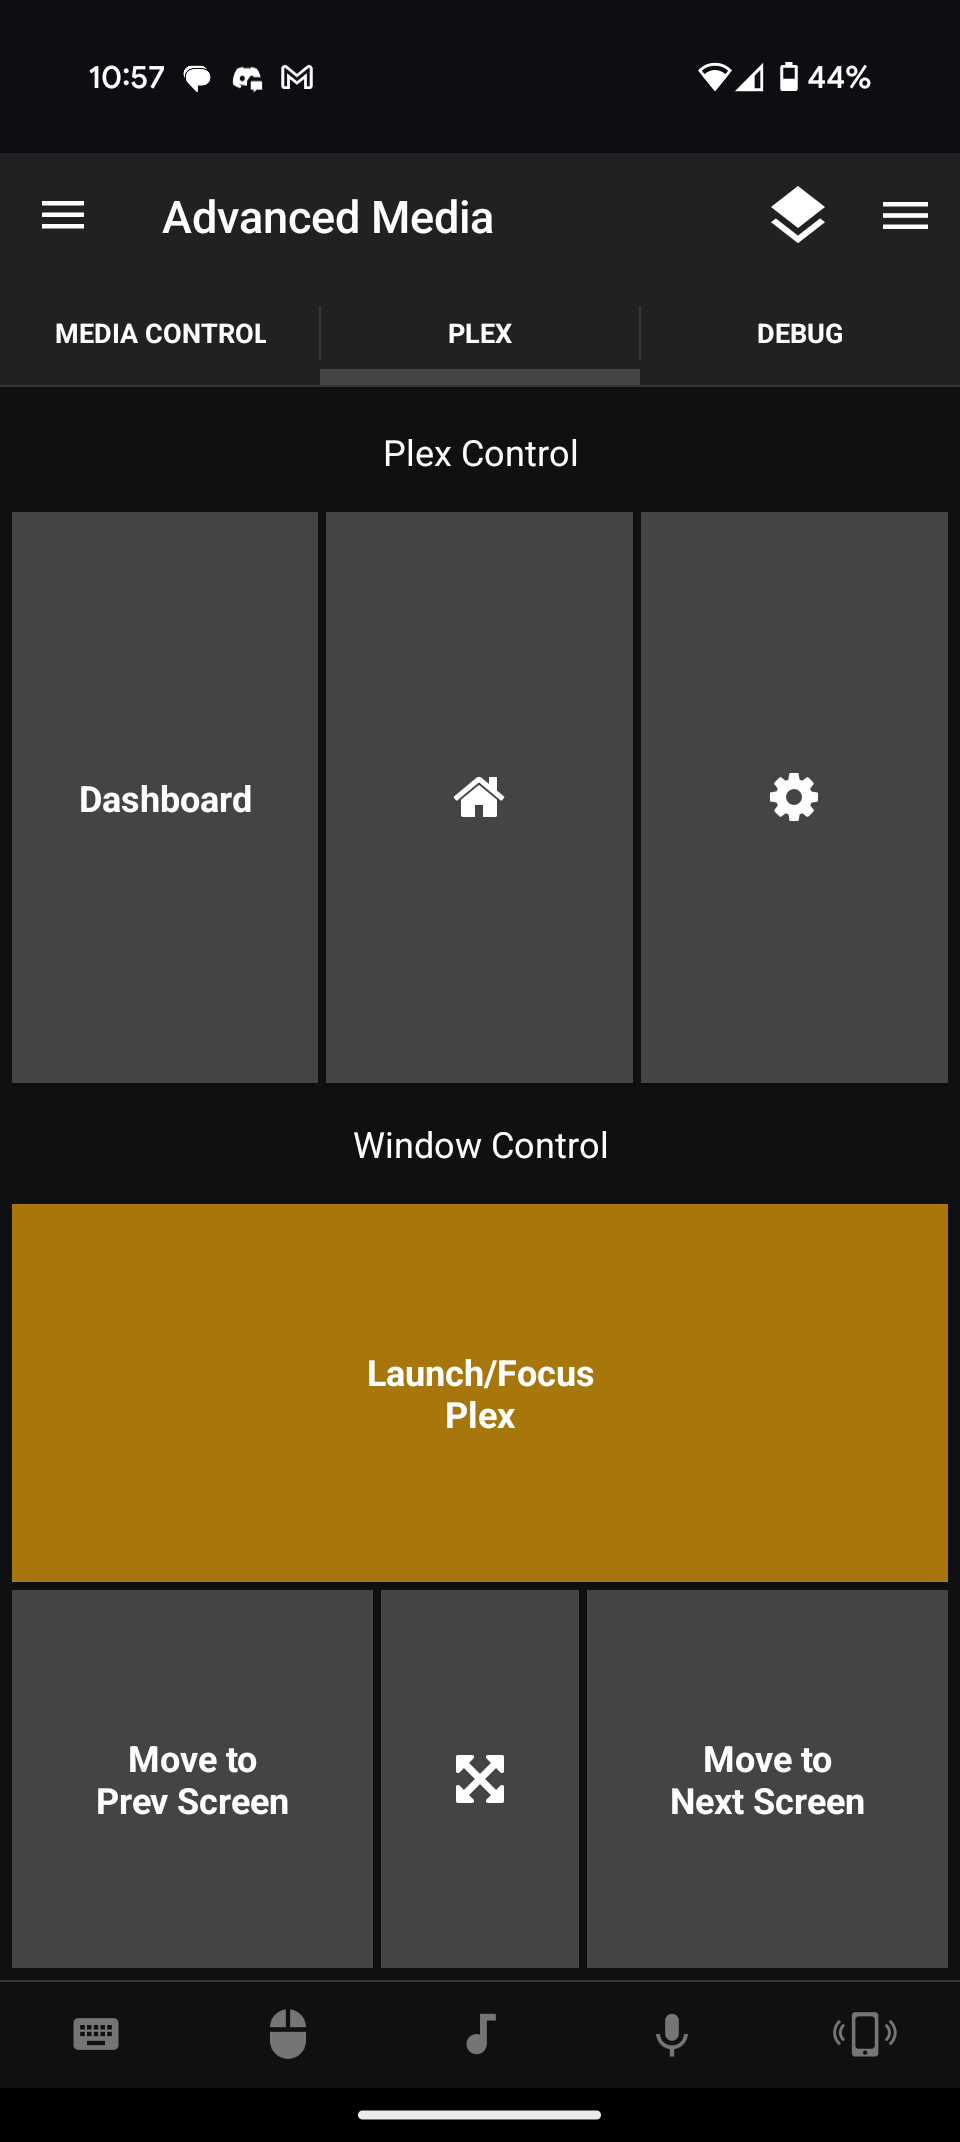 10:57
44%
Advanced Media
MEDIA CONTROL
PLEX
DEBUG
Plex Control
Dashboard
Window Control
Launch/Focus
Plex
Move to
Prev Screen
Move to
Next Screen